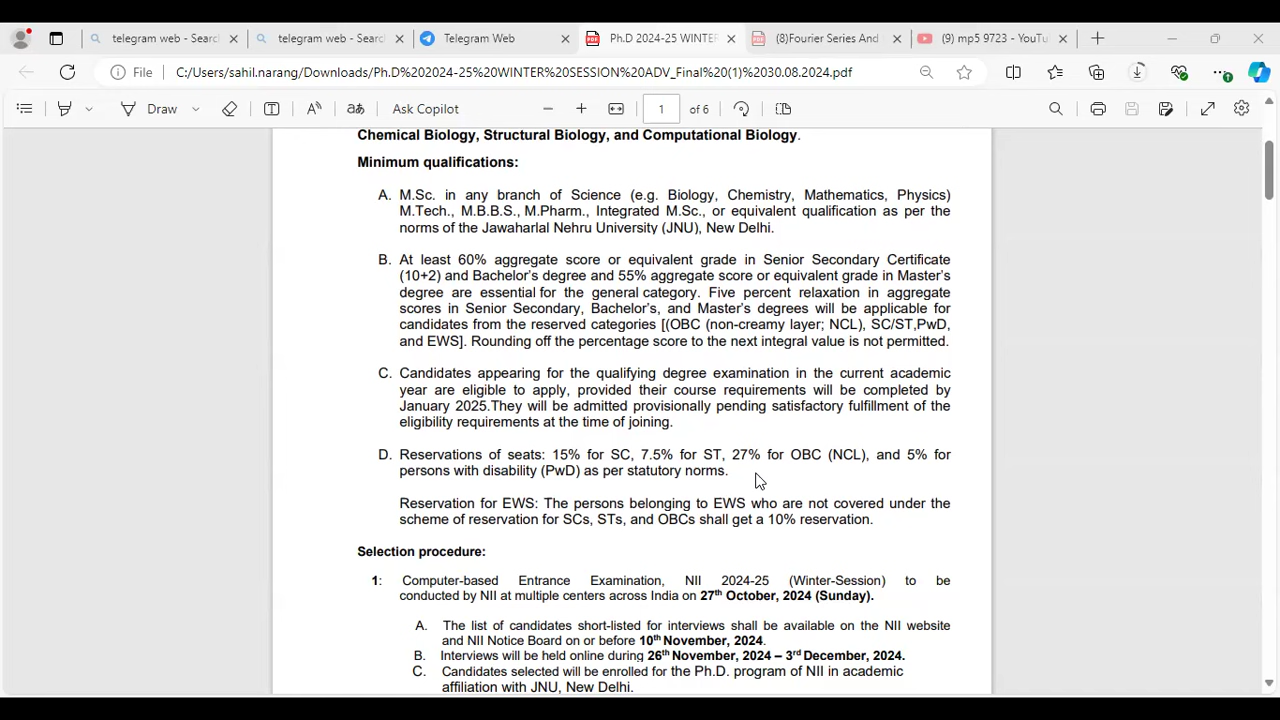 telegram web - Searc
telegram web - Searc
Telegram Web
Ph.D 2024-25 WINTER
(8)Fourier Series And
(9) mp5 9723 - YouTu
File
C:/Users/sahil.narang/Downloads/Ph.D%202024-25%20WINTER%20SESSION%20ADV_Final%20(1)%2030.08.2024.pdf
Draw
Ask Copilot
1 of 6
Chemical Biology, Structural Biology, and Computational Biology.
Minimum qualifications:
A. M.Sc. in any branch of Science (e.g. Biology, Chemistry, Mathematics, Physics)
M.Tech., M.B.B.S., M.Pharm., Integrated M.Sc., or equivalent qualification as per the
norms of the Jawaharlal Nehru University (JNU), New Delhi.
B. At least 60% aggregate score or equivalent grade in Senior Secondary Certificate
(10+2) and Bachelor's degree and 55% aggregate score or equivalent grade in Master's
degree are essential for the general category. Five percent relaxation in aggregate
scores in Senior Secondary, Bachelor's, and Master's degrees will be applicable for
candidates from the reserved categories [(OBC (non-creamy layer; NCL), SC/ST,PwD,
and EWS]. Rounding off the percentage score to the next integral value is not permitted.
C. Candidates appearing for the qualifying degree examination in the current academic
year are eligible to apply, provided their course requirements will be completed by
January 2025.They will be admitted provisionally pending satisfactory fulfillment of the
eligibility requirements at the time of joining.
D. Reservations of seats: 15% for SC, 7.5% for ST, 27% for OBC (NCL), and 5% for
persons with disability (PwD) as per statutory norms.
Reservation for EWS: The persons belonging to EWS who are not covered under the
scheme of reservation for SCs, STs, and OBCs shall get a 10% reservation.
Selection procedure:
1: Computer-based Entrance Examination, NII 2024-25 (Winter-Session) to be
conducted by NII at multiple centers across India on 27th October, 2024 (Sunday).
A. The list of candidates short-listed for interviews shall be available on the NII website
and NII Notice Board on or before 10th November, 2024.
B. Interviews will be held online during 26th November, 2024 – 3rd December, 2024.
C. Candidates selected will be enrolled for the Ph.D. program of NII in academic
affiliation with JNU, New Delhi.